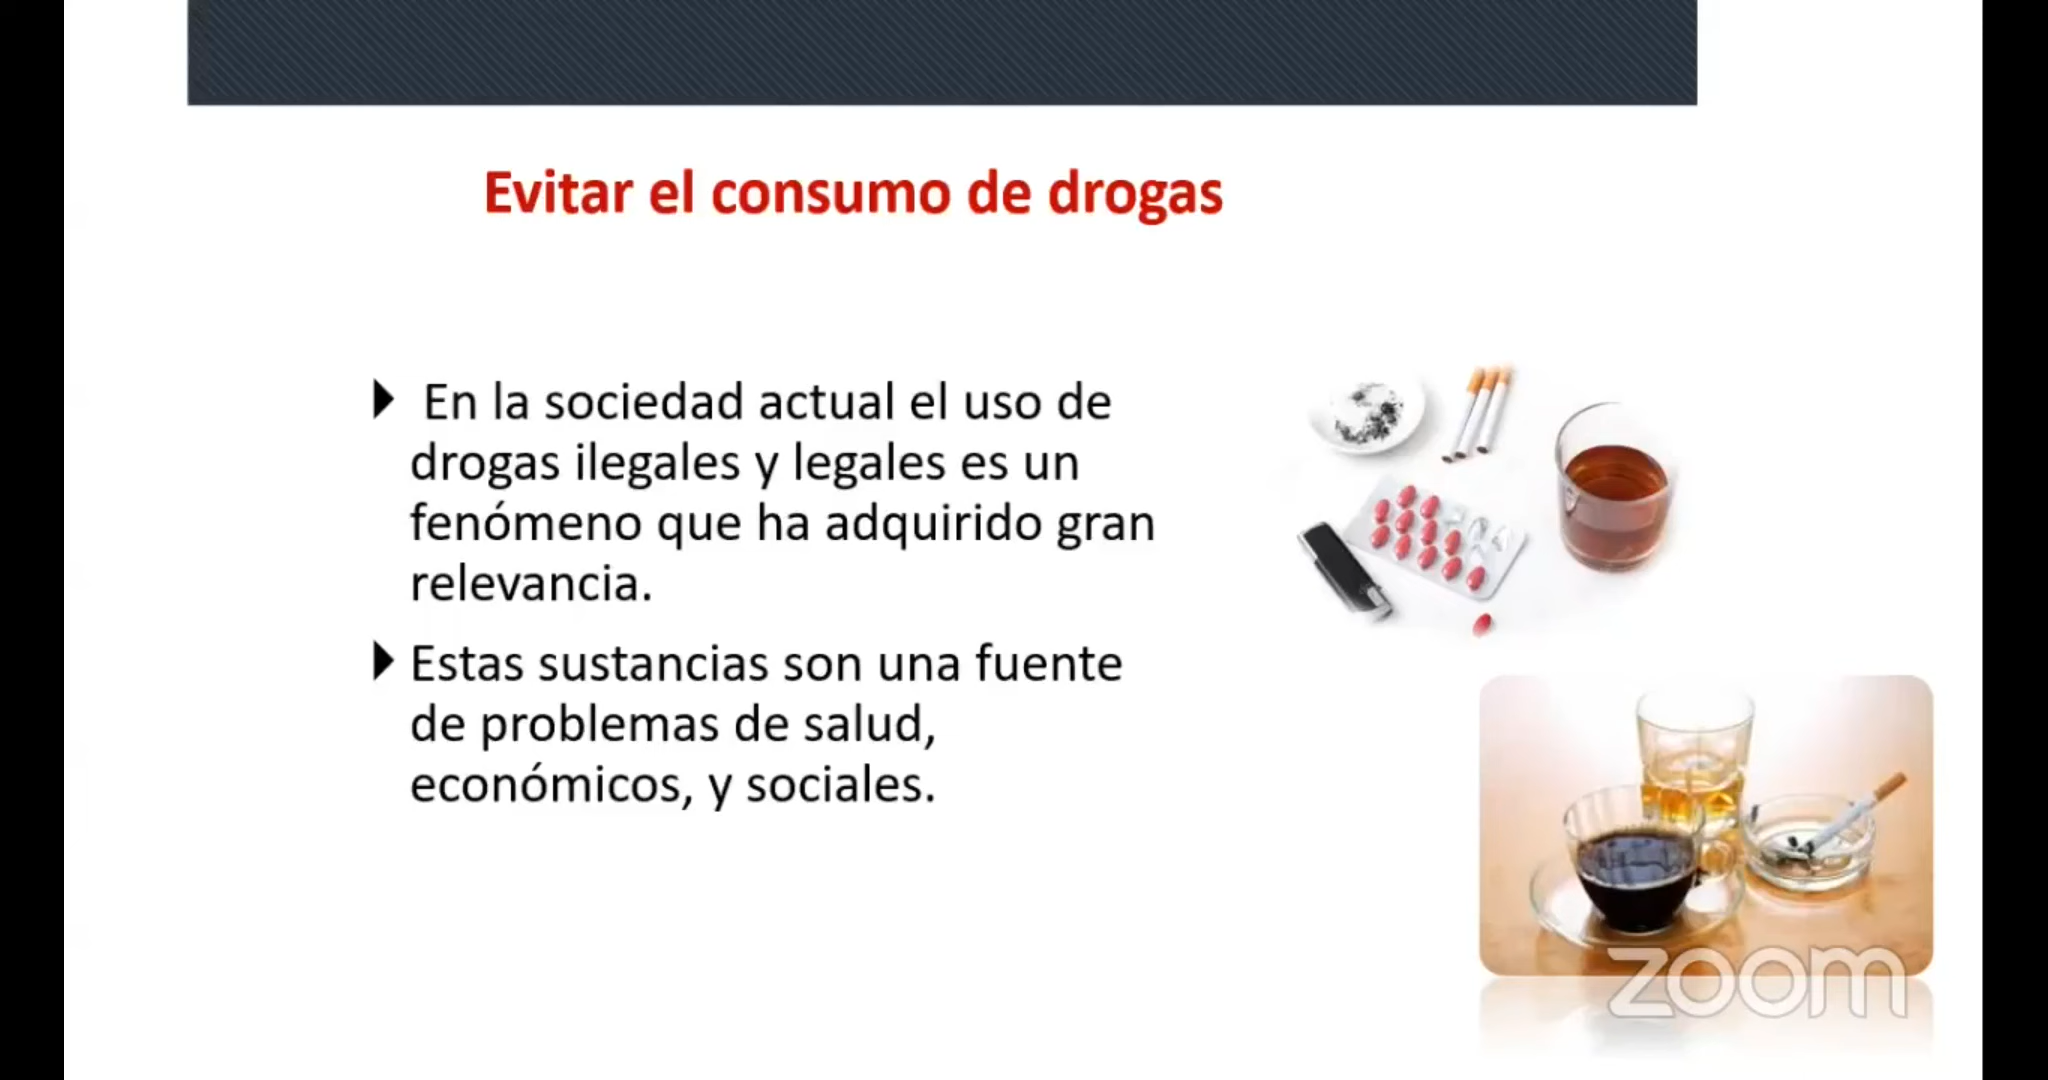 Evitar el consumo de drogas
En la sociedad actual el uso de
drogas ilegales y legales es un
fenómeno que ha adquirido gran
relevancia.
Estas sustancias son una fuente
de problemas de salud,
económicos, y sociales.
zoom